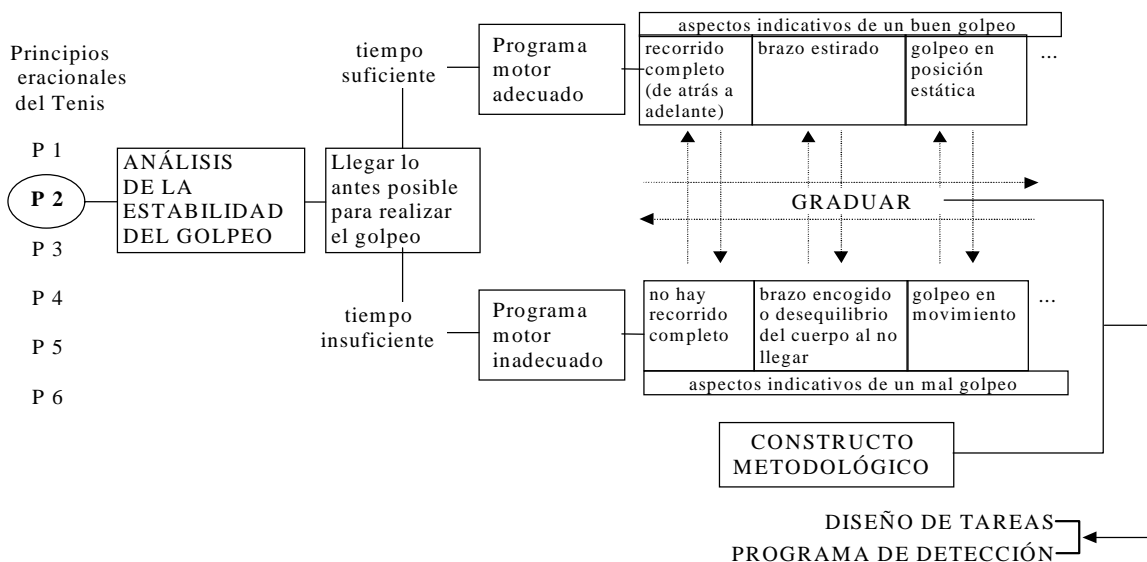 Principios
eracionales
del Tenis
P 1
P 2
P 3
P 4
P 5
P 6
ANÁLISIS
DE LA
ESTABILIDAD
DEL GOLPEO
Llegar lo
antes posible
para realizar
el golpeo
tiempo
suficiente
tiempo
insuficiente
Programa
motor
adecuado
Programa
motor
inadecuado
aspectos indicativos de un buen golpeo
recorrido
completo
(de atrás a
adelante)
brazo estirado
golpeo en
posición
estática
...
GRADUAR
no hay
recorrido
completo
brazo encogido
o desequilibrio
del cuerpo al no
llegar
golpeo en
movimiento
...
aspectos indicativos de un mal golpeo
CONSTRUCTO
METODOLÓGICO
DISEÑO DE TAREAS
PROGRAMA DE DETECCIÓN